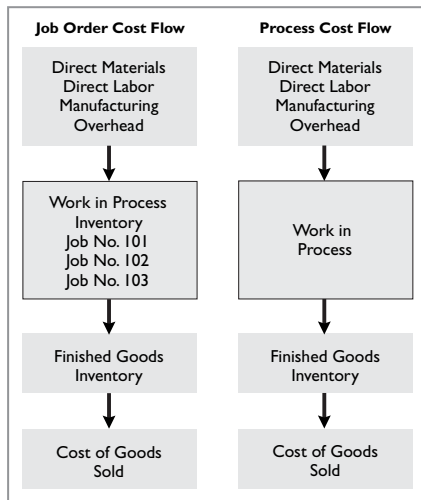 Job Order Cost Flow
Direct Materials
Direct Labor
Manufacturing
Overhead
Work in Process
Inventory
Job No. 101
Job No. 102
Job No. 103
Finished Goods
Inventory
Cost of Goods
Sold
Process Cost Flow
Direct Materials
Direct Labor
Manufacturing
Overhead
Work in
Process
Finished Goods
Inventory
Cost of Goods
Sold